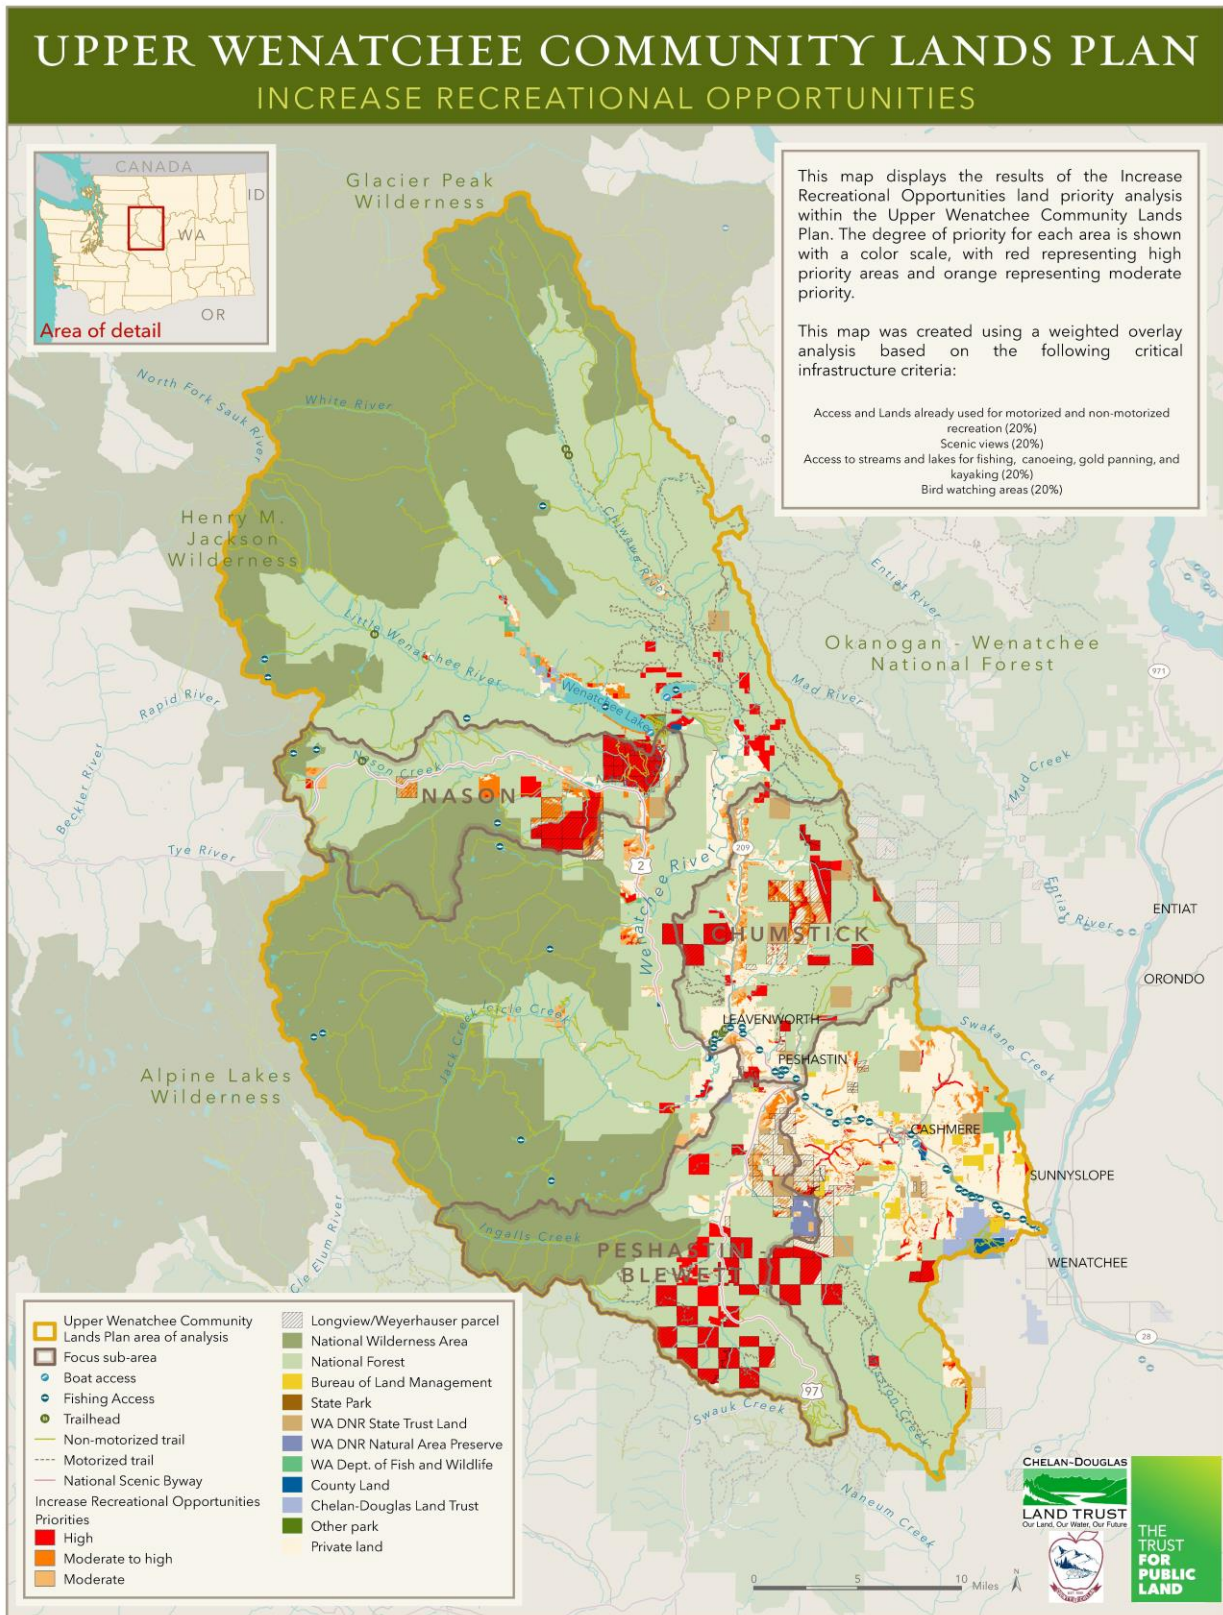 UPPER WENATCHEE COMMUNITY LANDS PLAN
INCREASE RECREATIONAL OPPORTUNITIES
CANADA
ID
WA
OR
Area of detail
This map displays the results of the Increase
Recreational Opportunities land priority analysis
within the Upper Wenatchee Community Lands
Plan. The degree of priority for each area is shown
with a color scale, with red representing high
priority areas and orange representing moderate
priority.
This map was created using a weighted overlay
analysis based on the following critical
infrastructure criteria:
Access and Lands already used for motorized and non-motorized
recreation (20%)
Scenic views (20%)
Access to streams and lakes for fishing, canoeing, gold panning, and
kayaking (20%)
Bird watching areas (20%)
Glacier Peak
Wilderness
North Fork Sauk River
White River
Henry M.
Jackson
Wilderness
Chiwawa River
Entiat River
Little Wenatchee River
Okanogan - Wenatchee
National Forest
971
Wenatchee Lake
Mad River
Rapid River
Beckler River
Nason Creek
NASON
Mud Creek
Tye River
2
209
Wenatchee River
Entiat River
ENTIAT
CHUMSTICK
ORONDO
Icicle Creek
Jack Creek
LEAVENWORTH
Swakane Creek
PESHASTIN
Alpine Lakes
Wilderness
CASHMERE
SUNNYSLOPE
Cle Elum River
Ingalls Creek
PESHASTIN -
BLEWETT
WENATCHEE
28
97
Mission Creek
Swauk Creek
Naneum Creek
Upper Wenatchee Community
Lands Plan area of analysis
Focus sub-area
Boat access
Fishing Access
Trailhead
Non-motorized trail
Motorized trail
National Scenic Byway
Increase Recreational Opportunities
Priorities
High
Moderate to high
Moderate
Longview/Weyerhauser parcel
National Wilderness Area
National Forest
Bureau of Land Management
State Park
WA DNR State Trust Land
WA DNR Natural Area Preserve
WA Dept. of Fish and Wildlife
County Land
Chelan-Douglas Land Trust
Other park
Private land
0 5 10 Miles
N
CHELAN-DOUGLAS
LAND TRUST
Our Land, Our Water, Our Future
THE
TRUST
FOR
PUBLIC
LAND